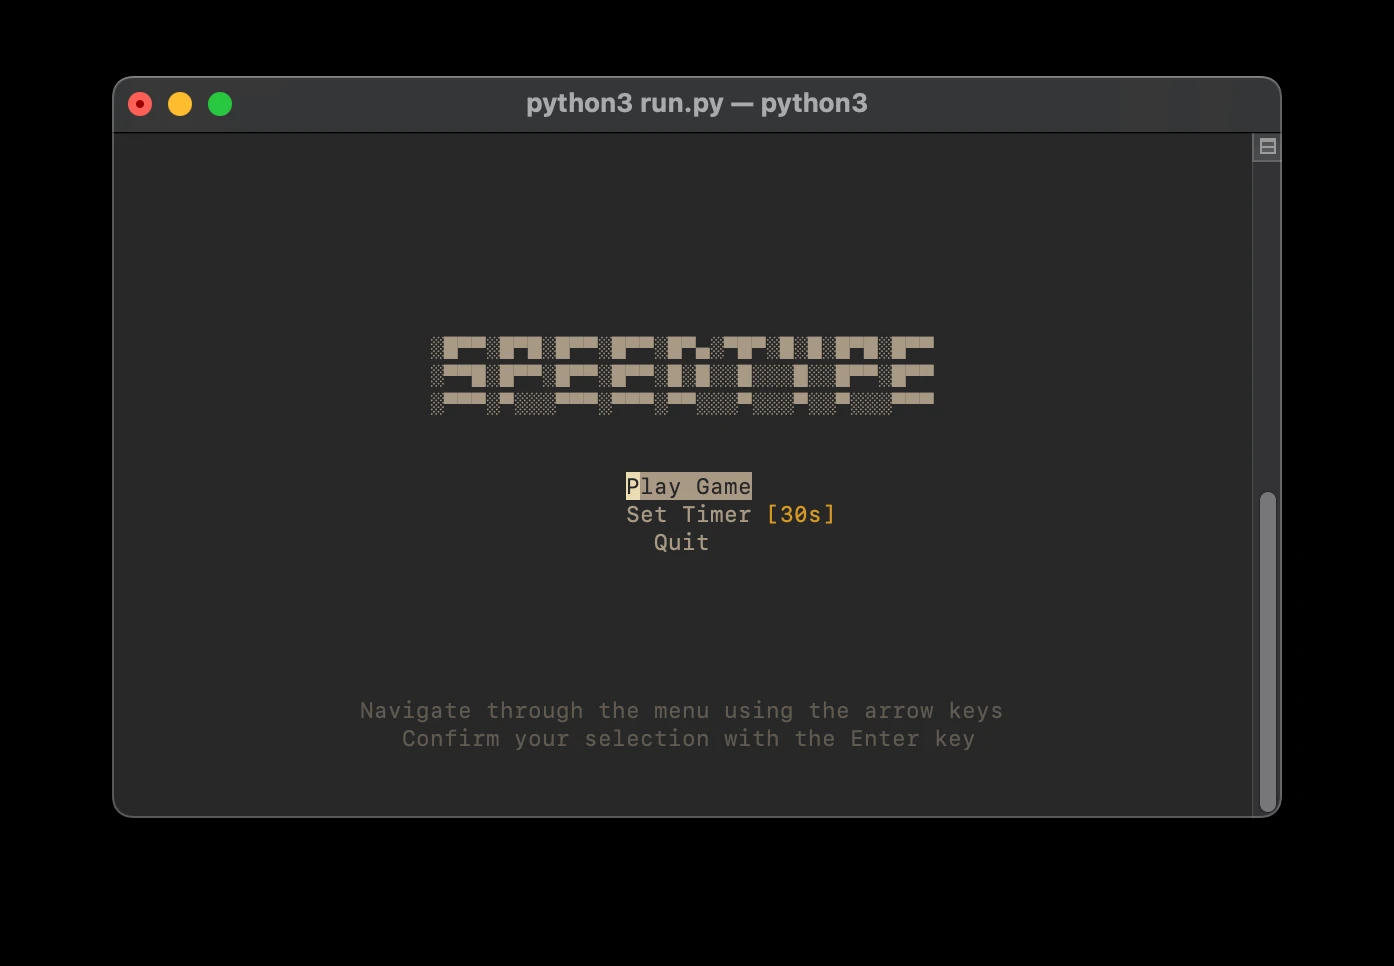 python3 run.py — python3
SPEEDTYPE
Play Game
Set Timer [30s]
Quit
Navigate through the menu using the arrow keys
Confirm your selection with the Enter key